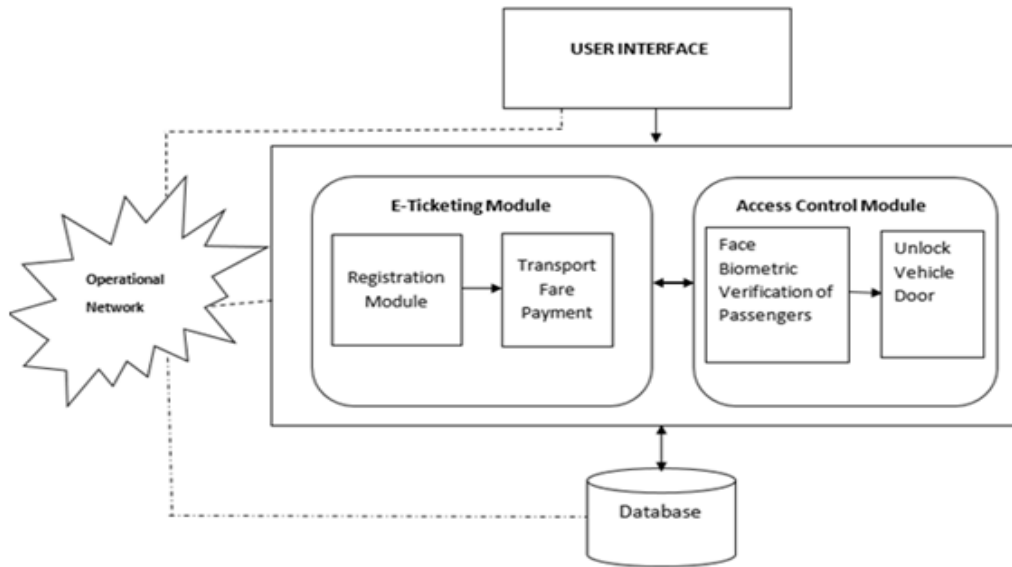 USER INTERFACE
E-Ticketing Module
Access Control Module
Registration
Module
Transport
Fare
Payment
Face
Biometric
Verification of
Passengers
Unlock
Vehicle
Door
Operational
Network
Database